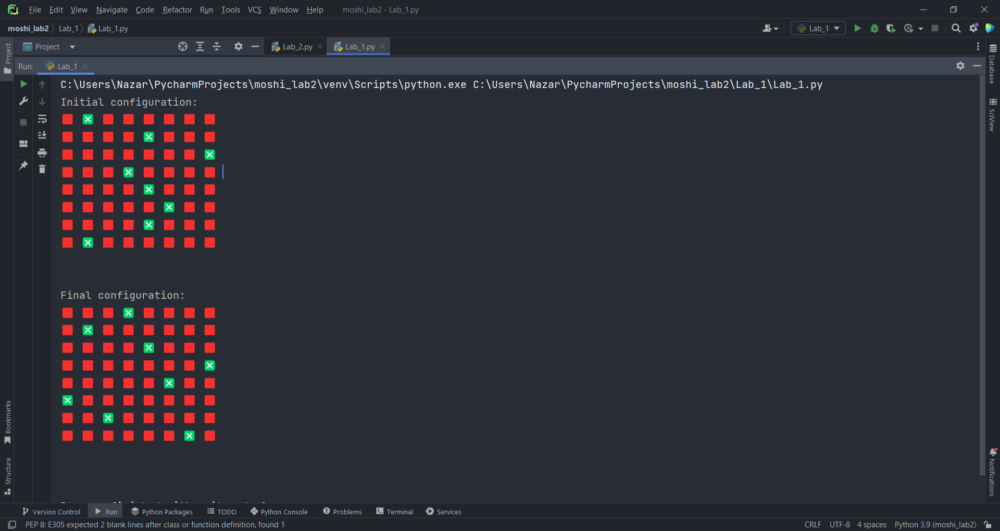 File Edit View Navigate Code Refactor Run Tools VCS Window Help moshi_lab2 - Lab_1.py
moshi_lab2 Lab_1 Lab_1.py
Lab_1
Project
Project
Lab_2.py
Lab_1.py
Run: Lab_1
C:\Users\Nazar\PycharmProjects\moshi_lab2\venv\Scripts\python.exe C:\Users\Nazar\PycharmProjects\moshi_lab2\Lab_1\Lab_1.py
Initial configuration:
Final configuration:
Database
SciView
Bookmarks
Structure
Notifications
Version Control Run Python Packages TODO Python Console Problems Terminal Services
PEP 8: E305 expected 2 blank lines after class or function definition, found 1
CRLF UTF-8 4 spaces Python 3.9 (moshi_lab2)